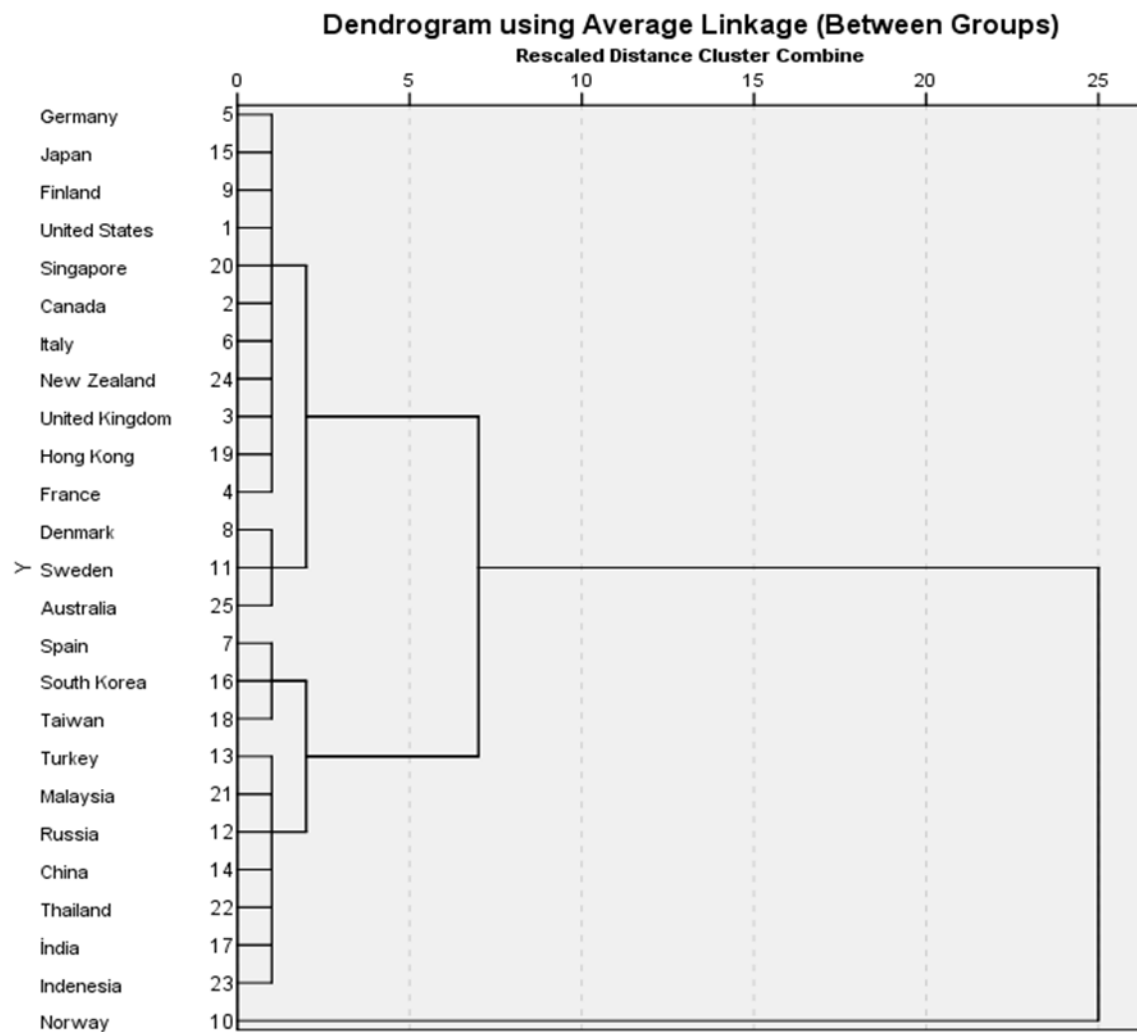 Dendrogram using Average Linkage (Between Groups)
Rescaled Distance Cluster Combine
0 5 10 15 20 25
Germany 5
Japan 15
Finland 9
United States 1
Singapore 20
Canada 2
Italy 6
New Zealand 24
United Kingdom 3
Hong Kong 19
France 4
Denmark 8
Y Sweden 11
Australia 25
Spain 7
South Korea 16
Taiwan 18
Turkey 13
Malaysia 21
Russia 12
China 14
Thailand 22
İndia 17
Indenesia 23
Norway 10